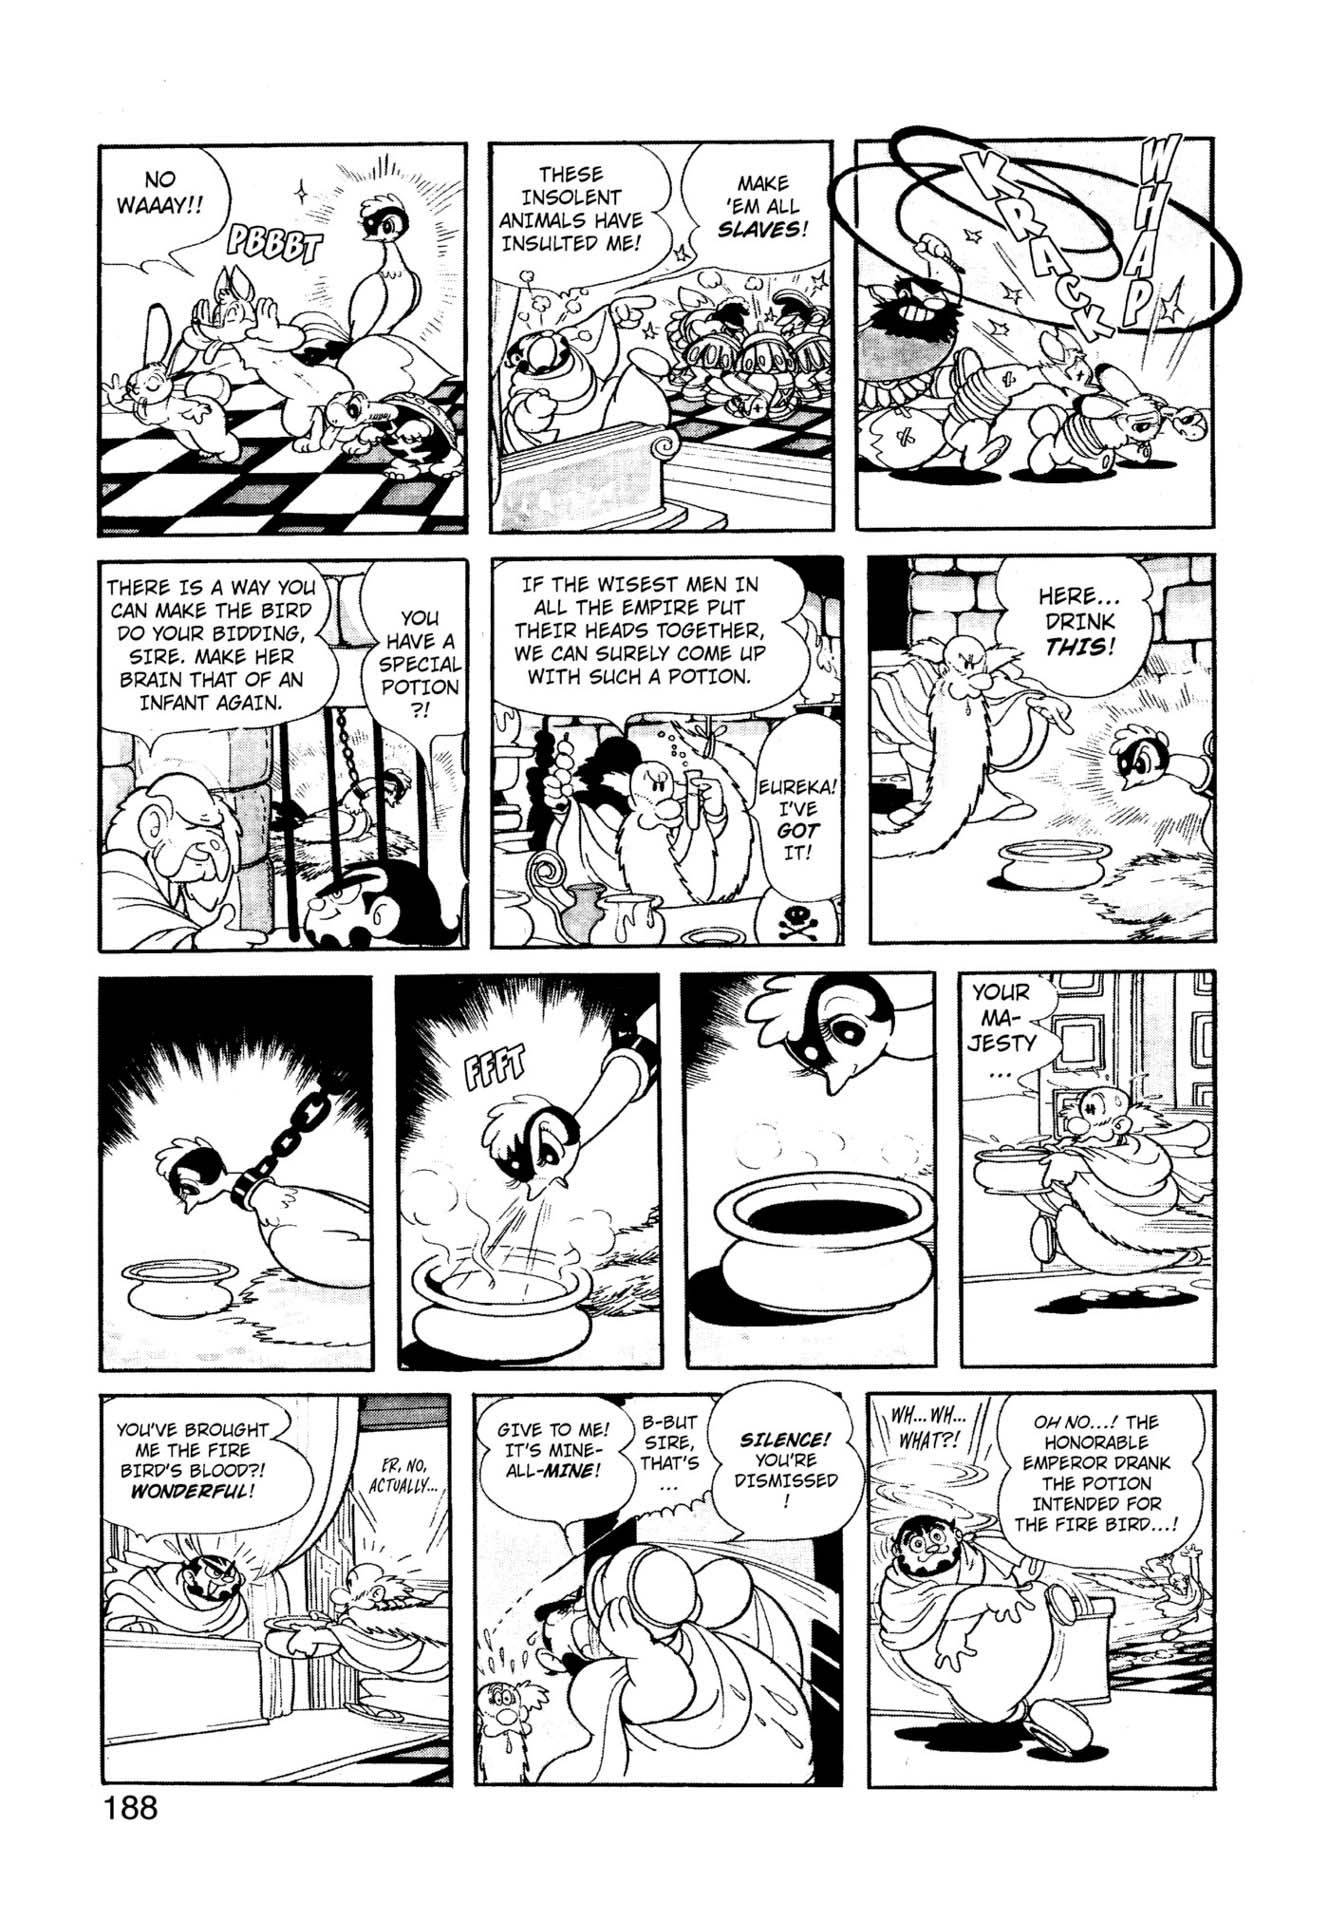 NO
WAAAY!!
PBBBT
THESE
INSOLENT
ANIMALS HAVE
INSULTED ME!
MAKE
'EM ALL
SLAVES!
KRACK
WHAP
THERE IS A WAY YOU
CAN MAKE THE BIRD
DO YOUR BIDDING,
SIRE. MAKE HER
BRAIN THAT OF AN
INFANT AGAIN.
YOU
HAVE A
SPECIAL
POTION
?!
IF THE WISEST MEN IN
ALL THE EMPIRE PUT
THEIR HEADS TOGETHER,
WE CAN SURELY COME UP
WITH SUCH A POTION.
EUREKA!
I'VE
GOT
IT!
HERE...
DRINK
THIS!
FFFT
YOUR
MA-
JESTY
...
YOU'VE BROUGHT
ME THE FIRE
BIRD'S BLOOD?!
WONDERFUL!
ER, NO,
ACTUALLY...
GIVE TO ME!
IT'S MINE-
ALL-MINE!
B-BUT
SIRE,
THAT'S
...
SILENCE!
YOU'RE
DISMISSED
!
WH... WH...
WHAT?!
OH NO...! THE
HONORABLE
EMPEROR DRANK
THE POTION
INTENDED FOR
THE FIRE BIRD...!
188